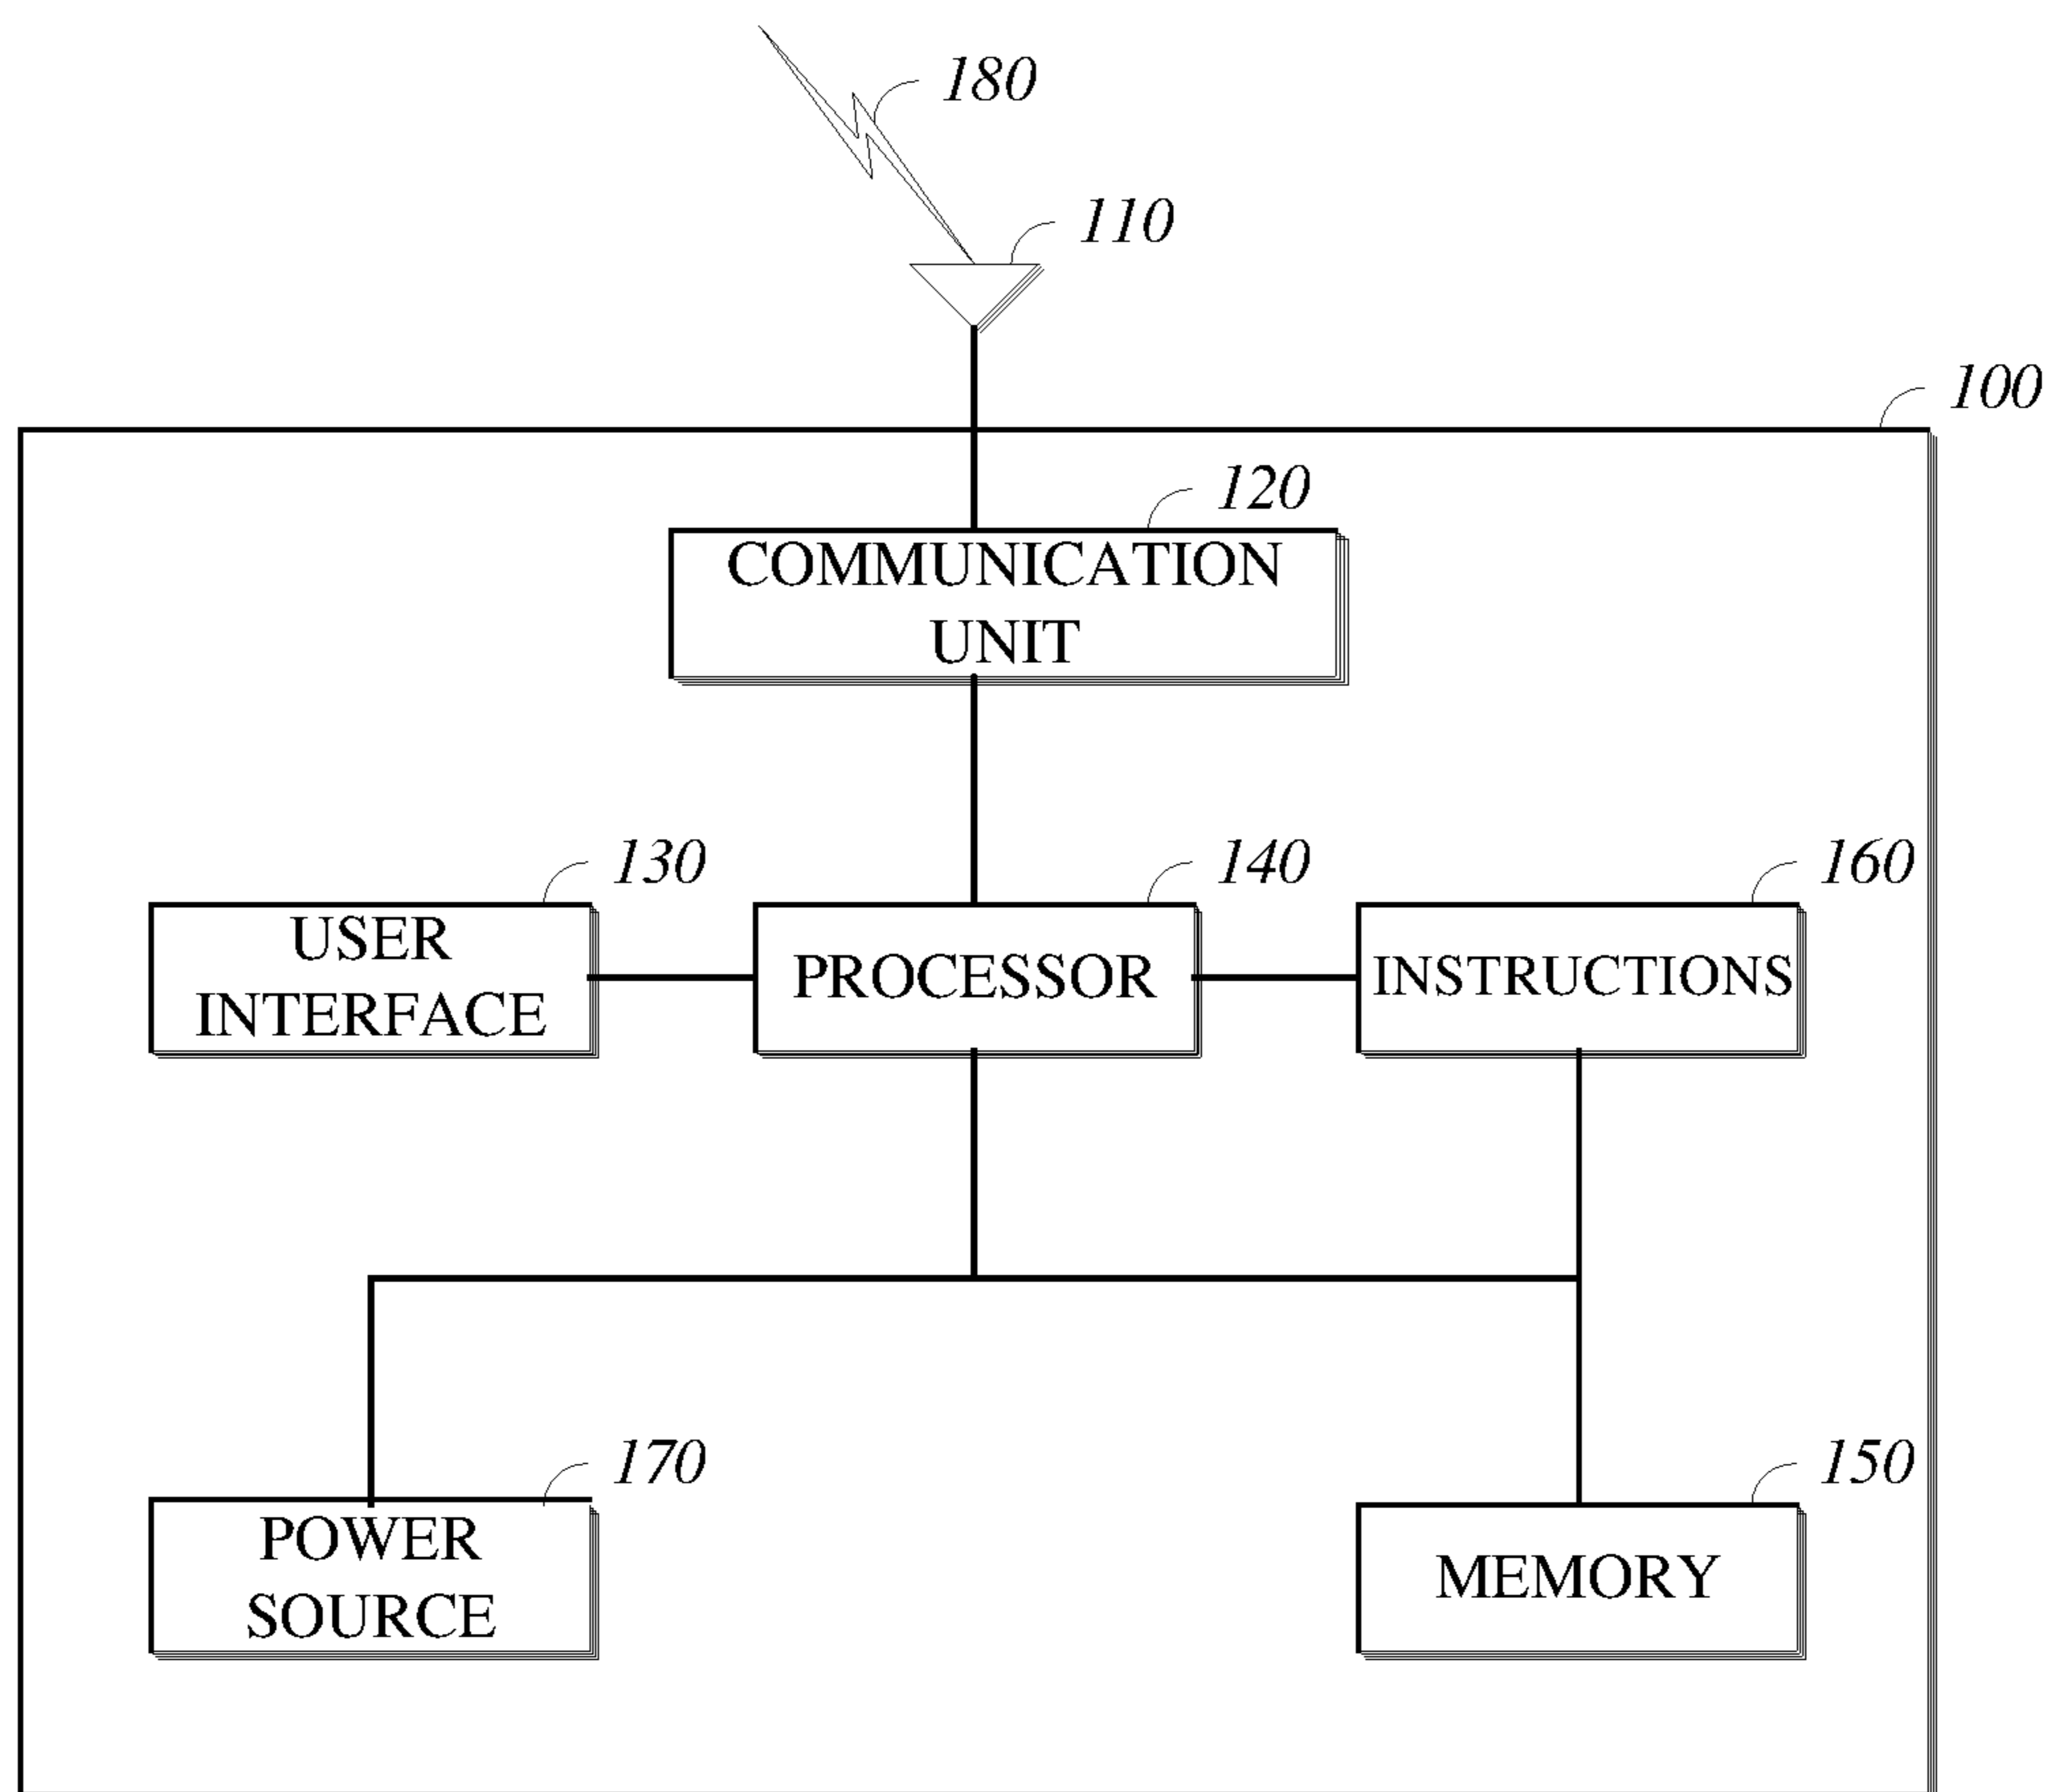 180
110
100
120
COMMUNICATION
UNIT
130
140
160
USER
INTERFACE
PROCESSOR
INSTRUCTIONS
170
150
POWER
SOURCE
MEMORY